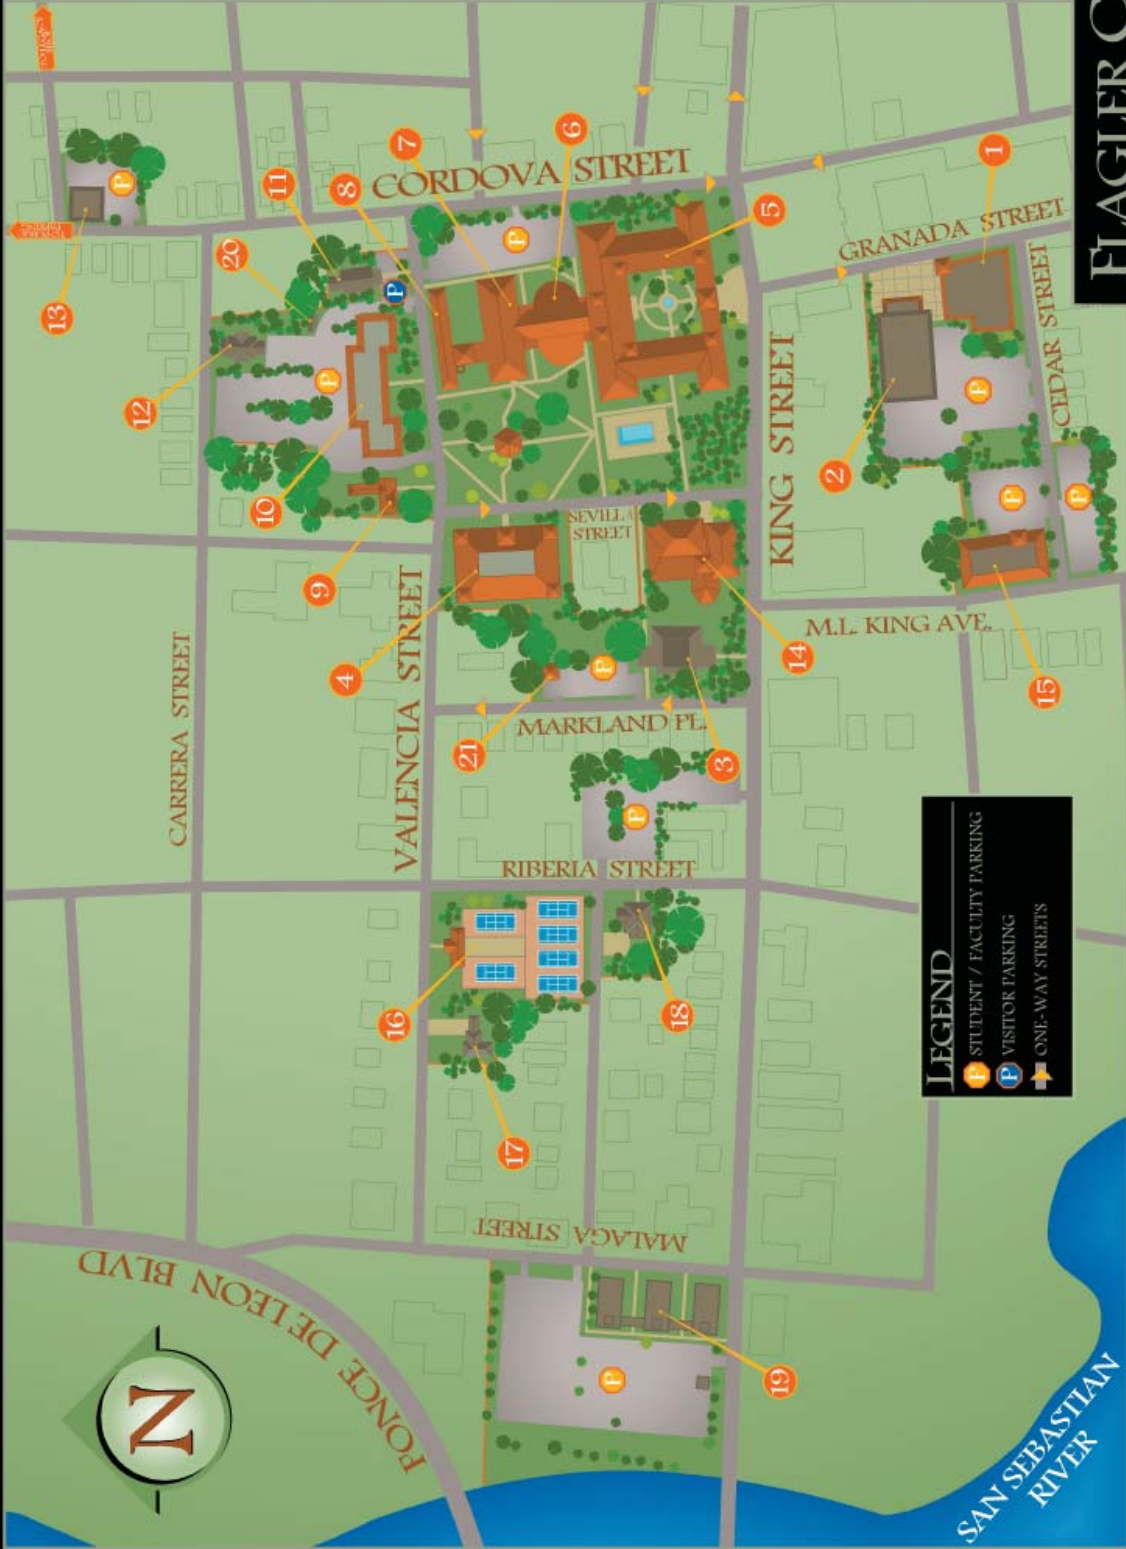 FLAGLER C
CORDOVA STREET
GRANADA STREET
CEDAR STREET
KING STREET
SEVILLA
STREET
M.L. KING AVE.
VALENCIA STREET
CARRERA STREET
MARKLAND PL.
RIBERIA STREET
MALAGA
STREET
PONCE DE LEON BLVD
SAN SEBASTIAN
RIVER
N
1
2
3
4
5
6
7
8
9
10
11
12
13
14
15
16
17
18
19
20
21
P
P
P
P
P
P
P
P
P
P
LEGEND
P STUDENT / FACULTY PARKING
P VISITOR PARKING
ONE-WAY STREETS